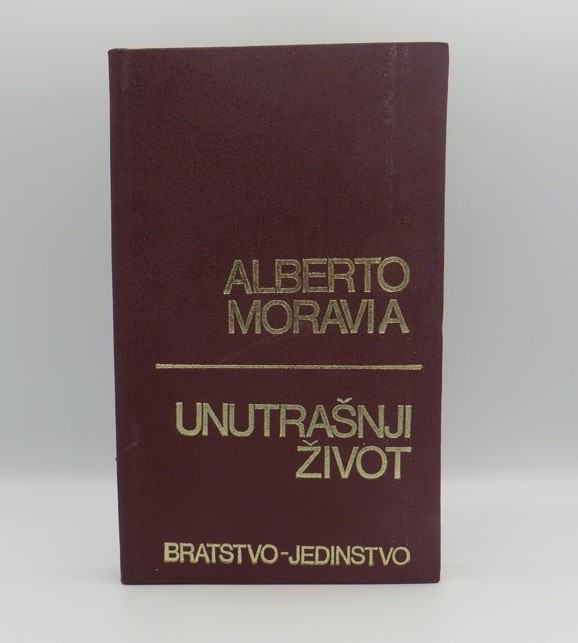 ALBERTO
MORAVIA
UNUTRAŠNJI
ŽIVOT
BRATSTVO-JEDINSTVO